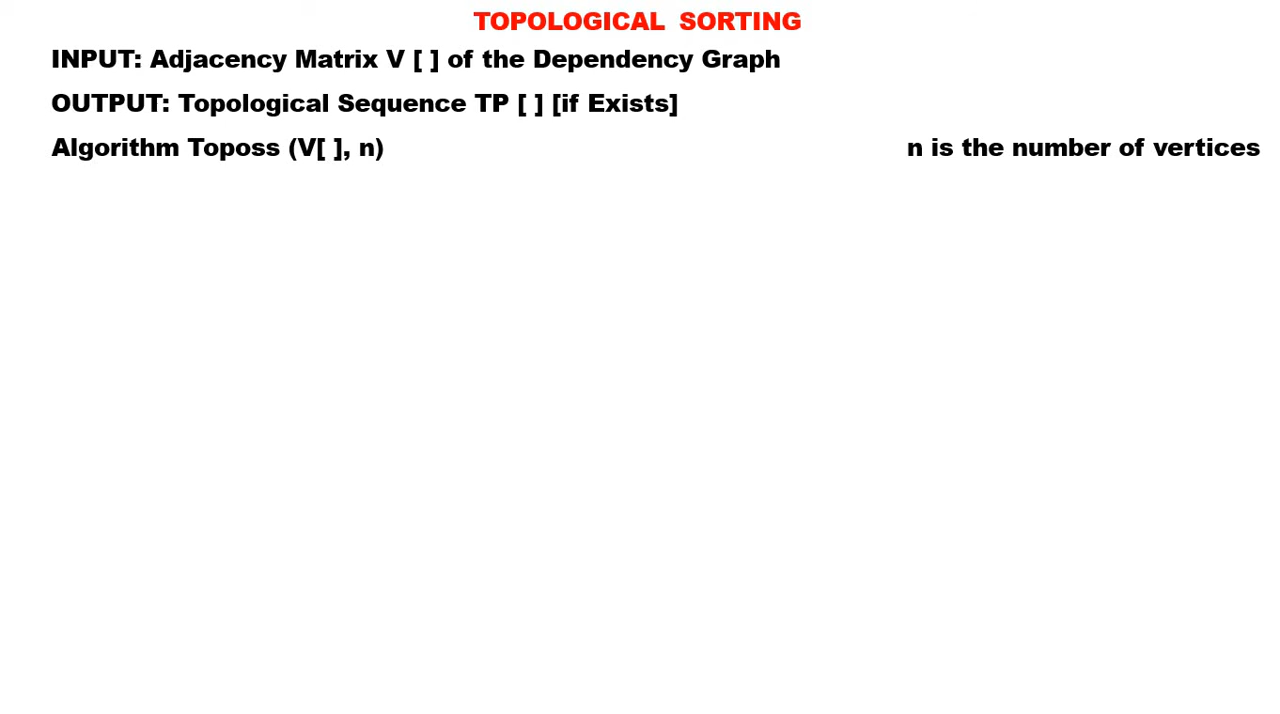 TOPOLOGICAL SORTING
INPUT: Adjacency Matrix V [ ] of the Dependency Graph
OUTPUT: Topological Sequence TP [ ] [if Exists]
Algorithm Toposs (V[ ], n) n is the number of vertices